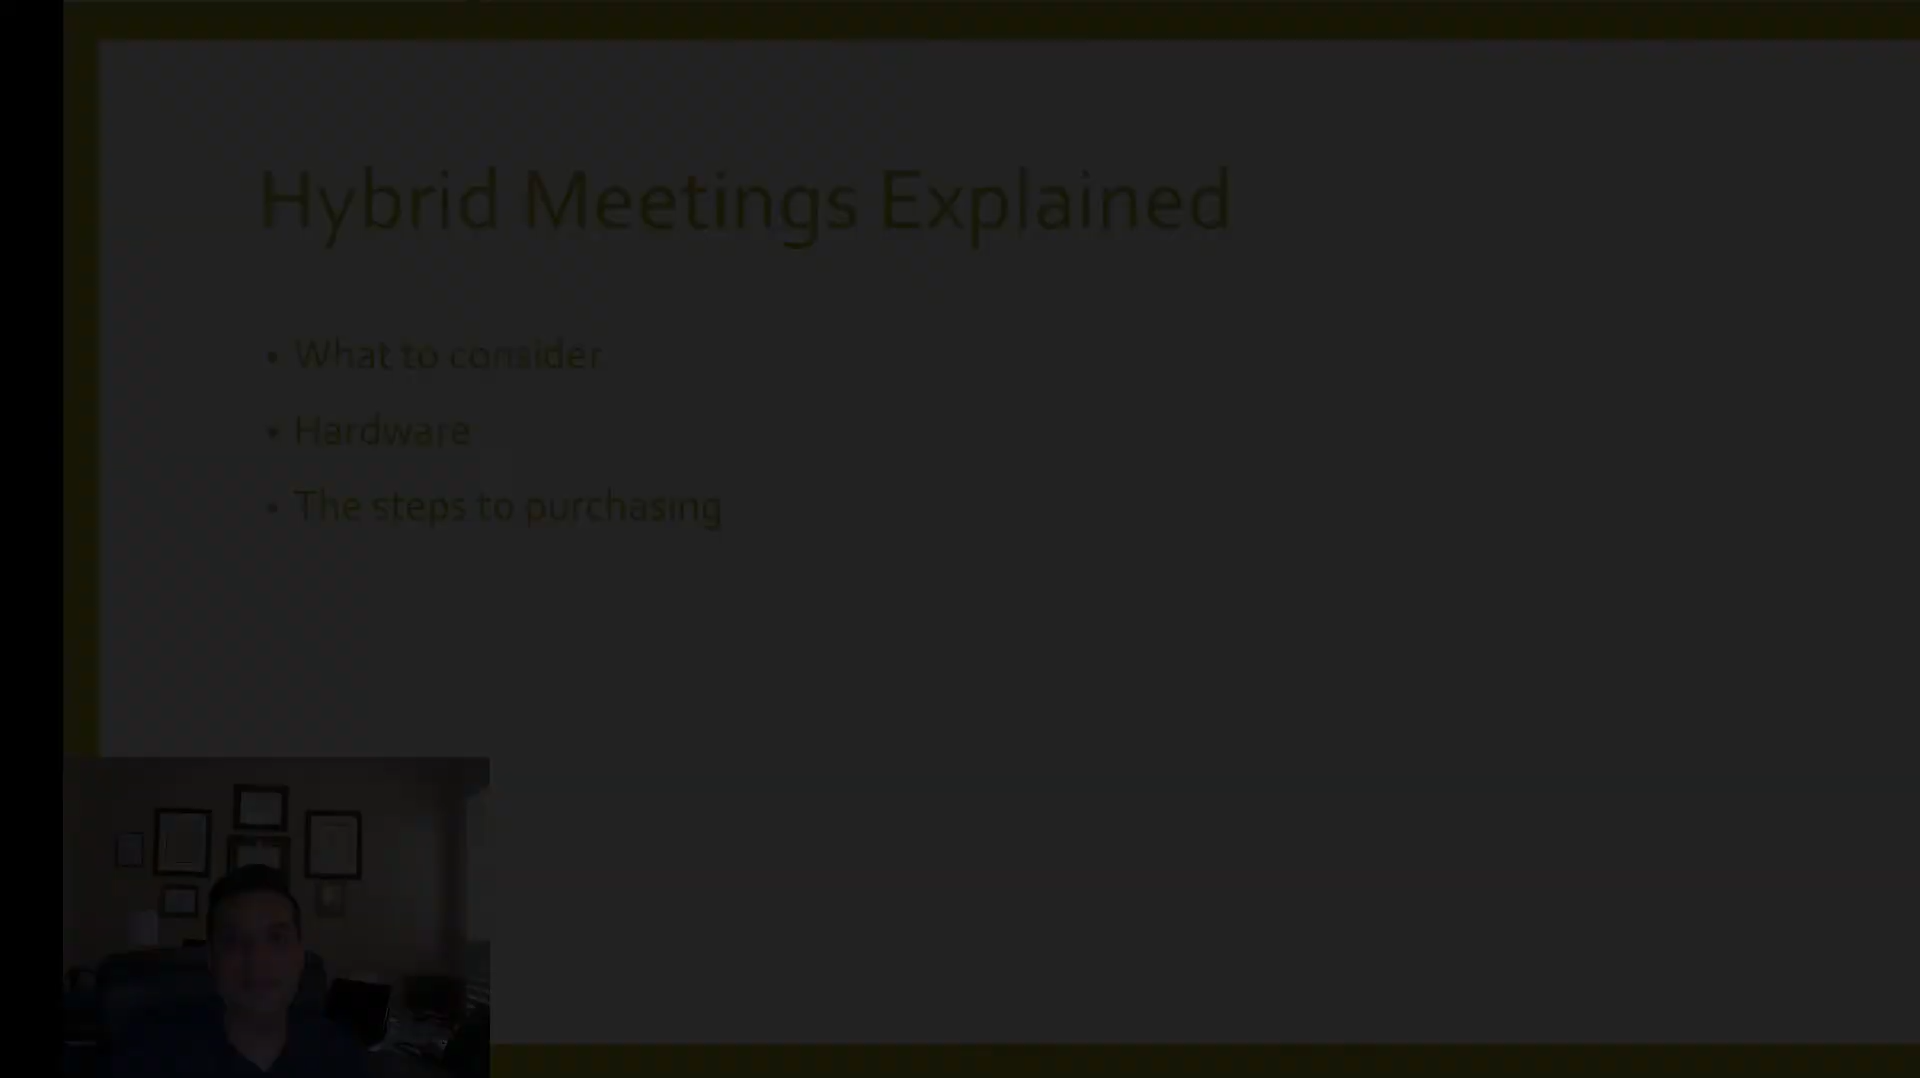 Hybrid Meetings Explained
• What to consider
• Hardware
• The steps to purchasing